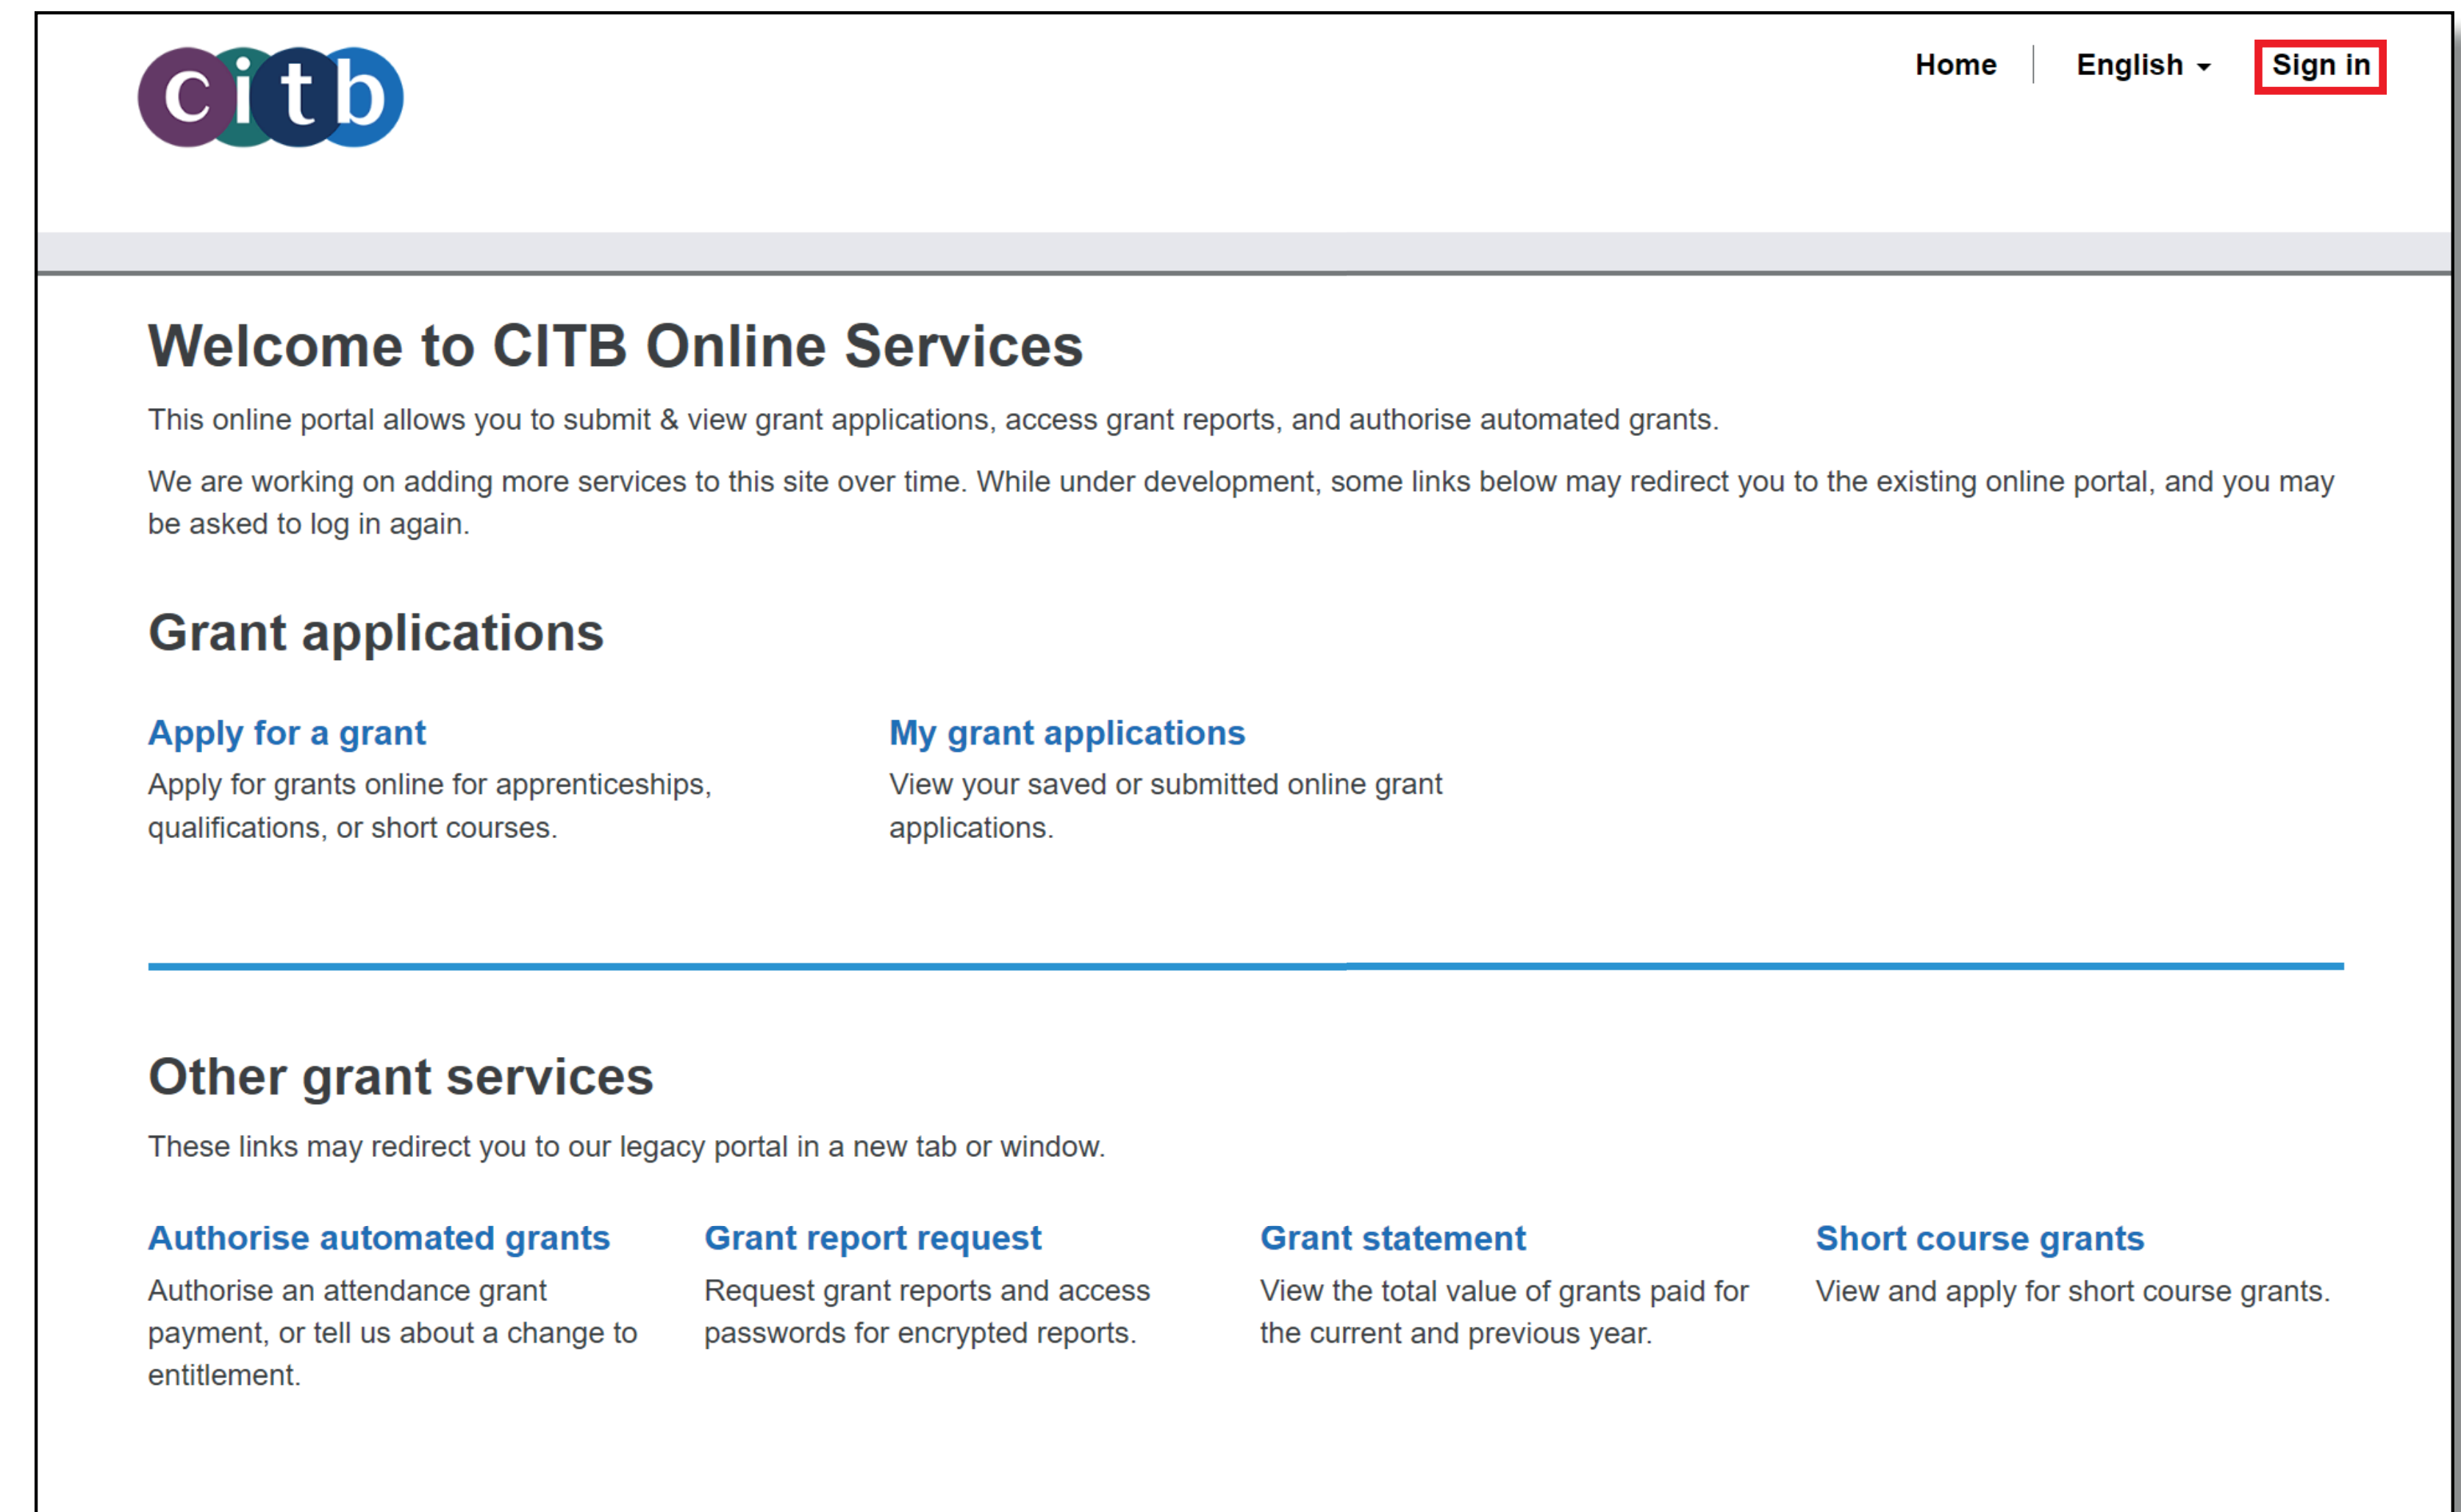 citb
Home
English
Sign in
Welcome to CITB Online Services
This online portal allows you to submit & view grant applications, access grant reports, and authorise automated grants.
We are working on adding more services to this site over time. While under development, some links below may redirect you to the existing online portal, and you may
be asked to log in again.
Grant applications
Apply for a grant
Apply for grants online for apprenticeships,
qualifications, or short courses.
My grant applications
View your saved or submitted online grant
applications.
Other grant services
These links may redirect you to our legacy portal in a new tab or window.
Authorise automated grants
Authorise an attendance grant
payment, or tell us about a change to
entitlement.
Grant report request
Request grant reports and access
passwords for encrypted reports.
Grant statement
View the total value of grants paid for
the current and previous year.
Short course grants
View and apply for short course grants.